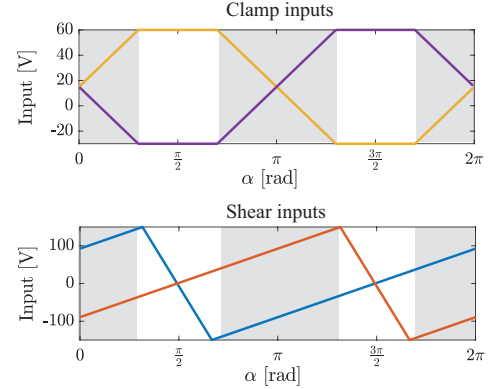 Clamp inputs
60
40
20
0
-20
Input [V]
0 π/2 π 3π/2 2π
α [rad]
Shear inputs
100
0
-100
Input [V]
0 π/2 π 3π/2 2π
α [rad]